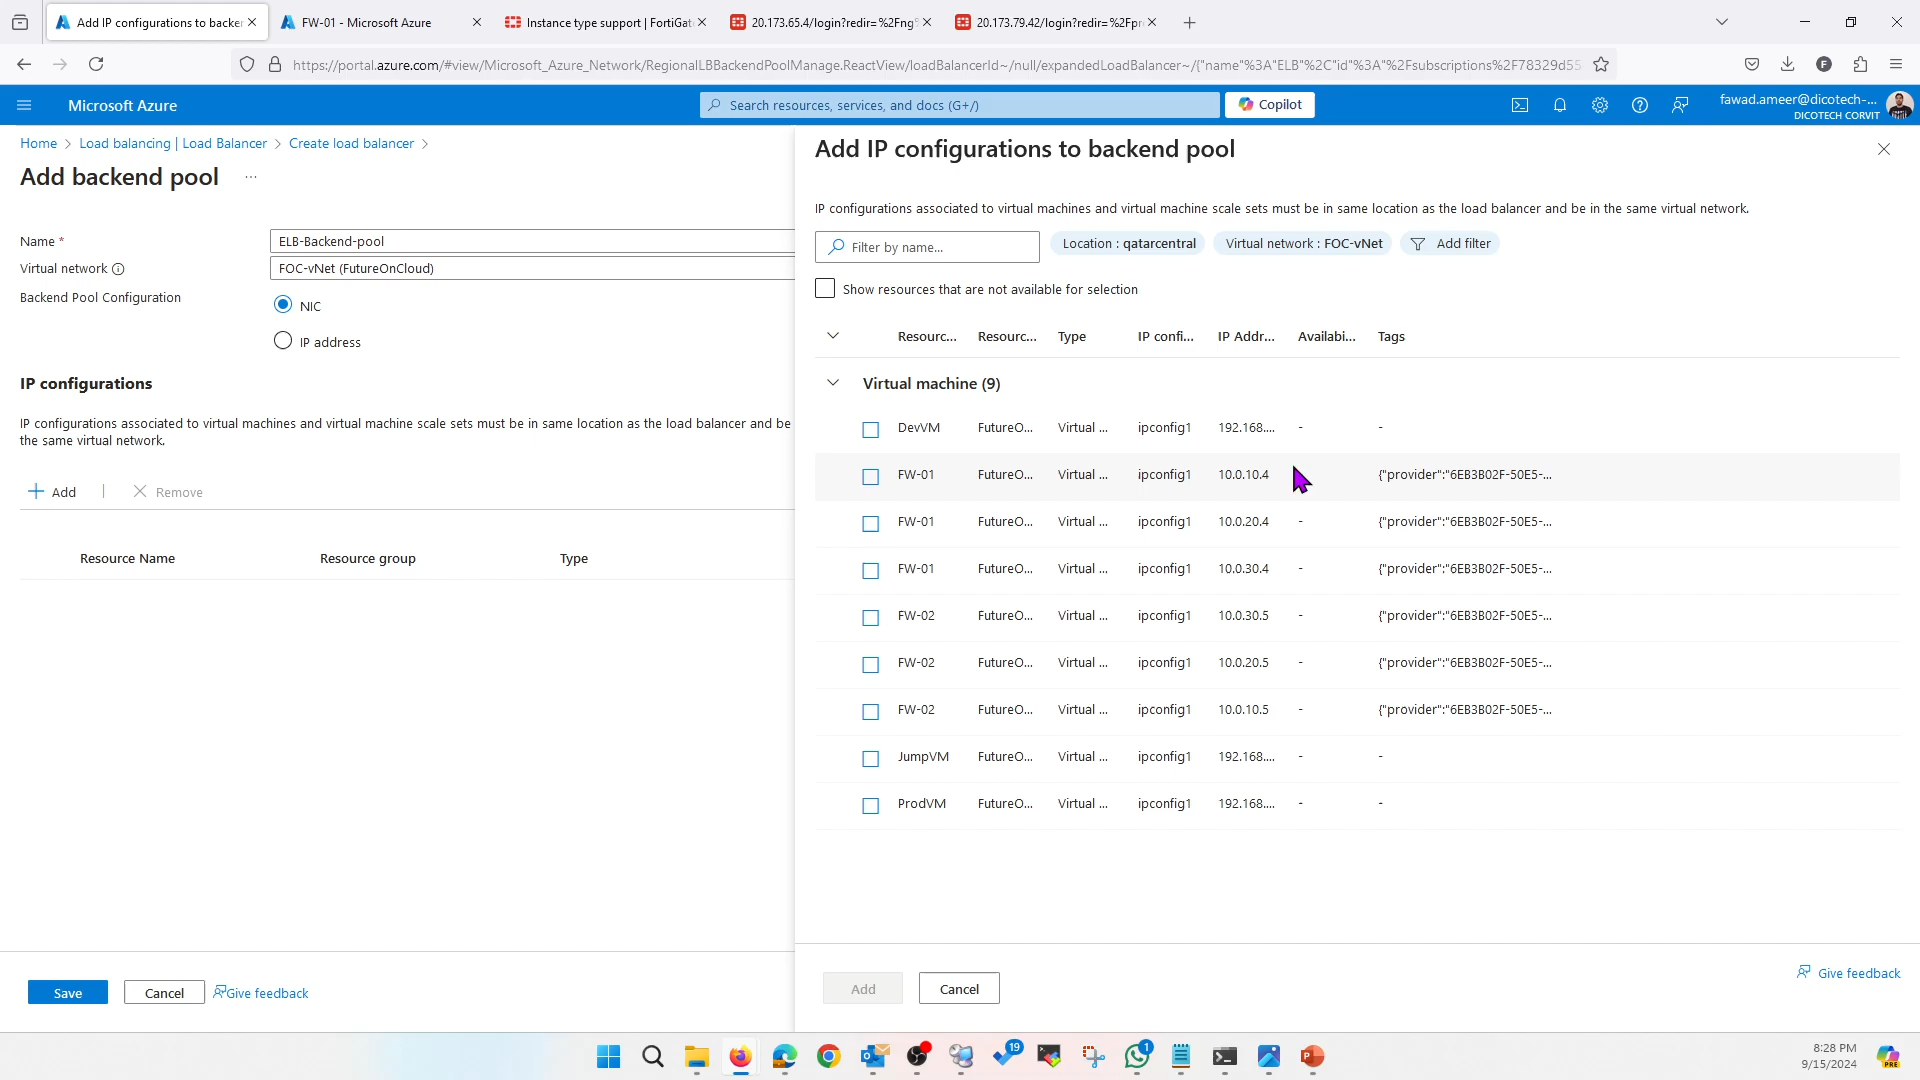 Add IP configurations to backer
FW-01 - Microsoft Azure
Instance type support | FortiGat
20.173.65.4/login?redir=%2Fng
20.173.79.42/login?redir=%2Fpr
https://portal.azure.com/#view/Microsoft_Azure_Network/RegionalLBBackendPoolManage.ReactView/loadBalancerId~/null/expandedLoadBalancer~/{"name"%3A"ELB"%2C"id"%3A"%2Fsubscriptions%2F78329d55
F
Microsoft Azure
Search resources, services, and docs (G+/)
Copilot
fawad.ameer@dicotech-...
DICOTECH CORVIT
Home > Load balancing | Load Balancer > Create load balancer >
Add backend pool ...
Name *
ELB-Backend-pool
Virtual network
FOC-vNet (FutureOnCloud)
Backend Pool Configuration
NIC
IP address
IP configurations
IP configurations associated to virtual machines and virtual machine scale sets must be in same location as the load balancer and be
the same virtual network.
Add | Remove
Resource Name Resource group Type
Save Cancel Give feedback
Add IP configurations to backend pool
IP configurations associated to virtual machines and virtual machine scale sets must be in same location as the load balancer and be in the same virtual network.
Filter by name... Location : qatarcentral Virtual network : FOC-vNet Add filter
Show resources that are not available for selection
Resourc... Resourc... Type IP confi... IP Addr... Availabi... Tags
Virtual machine (9)
DevVM FutureO... Virtual ... ipconfig1 192.168.... - -
FW-01 FutureO... Virtual ... ipconfig1 10.0.10.4 {"provider":"6EB3B02F-50E5-...
FW-01 FutureO... Virtual ... ipconfig1 10.0.20.4 - {"provider":"6EB3B02F-50E5-...
FW-01 FutureO... Virtual ... ipconfig1 10.0.30.4 - {"provider":"6EB3B02F-50E5-...
FW-02 FutureO... Virtual ... ipconfig1 10.0.30.5 - {"provider":"6EB3B02F-50E5-...
FW-02 FutureO... Virtual ... ipconfig1 10.0.20.5 - {"provider":"6EB3B02F-50E5-...
FW-02 FutureO... Virtual ... ipconfig1 10.0.10.5 - {"provider":"6EB3B02F-50E5-...
JumpVM FutureO... Virtual ... ipconfig1 192.168.... - -
ProdVM FutureO... Virtual ... ipconfig1 192.168.... - -
Add Cancel
Give feedback
19
1
8:28 PM
9/15/2024
PRE